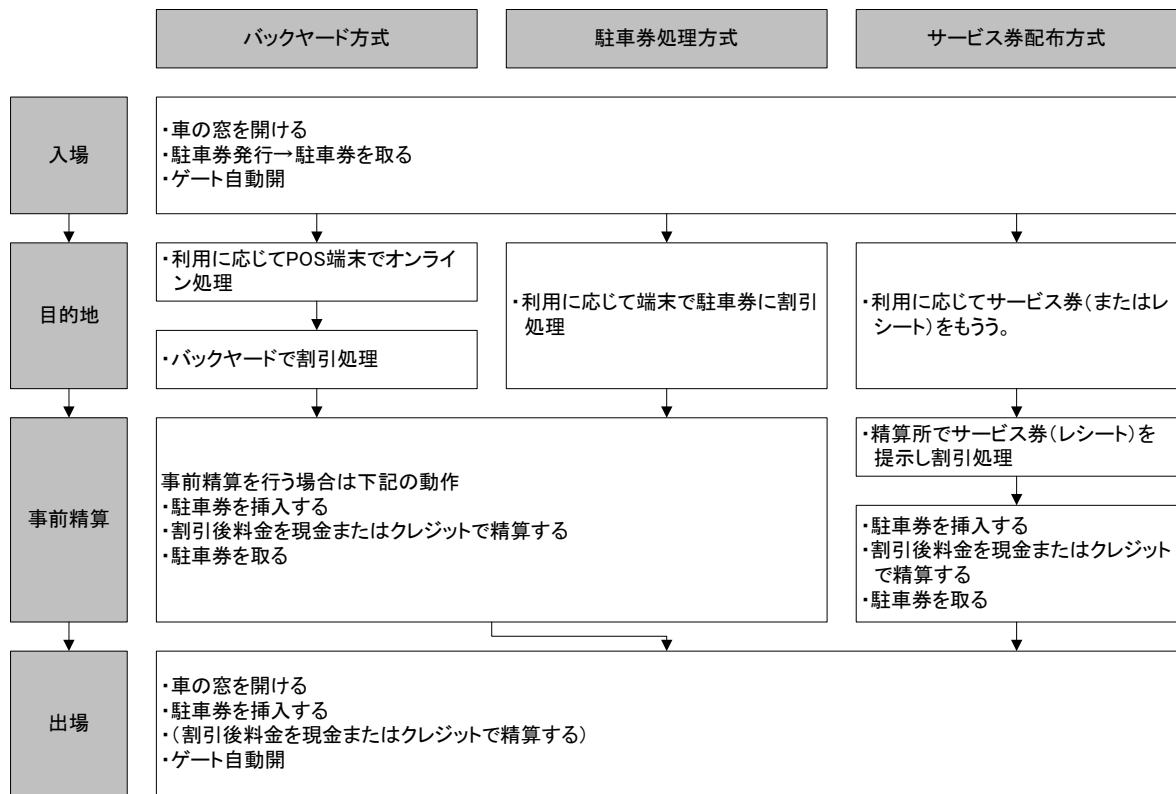 バックヤード方式
駐車券処理方式
サービス券配布方式
入場
・車の窓を開ける
・駐車券発行→駐車券を取る
・ゲート自動開
目的地
・利用に応じてPOS端末でオンライ
ン処理
・バックヤードで割引処理
・利用に応じて端末で駐車券に割引
処理
・利用に応じてサービス券(またはレ
シート)をもうう。
事前精算
事前精算を行う場合は下記の動作
・駐車券を挿入する
・割引後料金を現金またはクレジットで精算する
・駐車券を取る
・精算所でサービス券(レシート)を
提示し割引処理
・駐車券を挿入する
・割引後料金を現金またはクレジット
で精算する
・駐車券を取る
出場
・車の窓を開ける
・駐車券を挿入する
・(割引後料金を現金またはクレジットで精算する)
・ゲート自動開